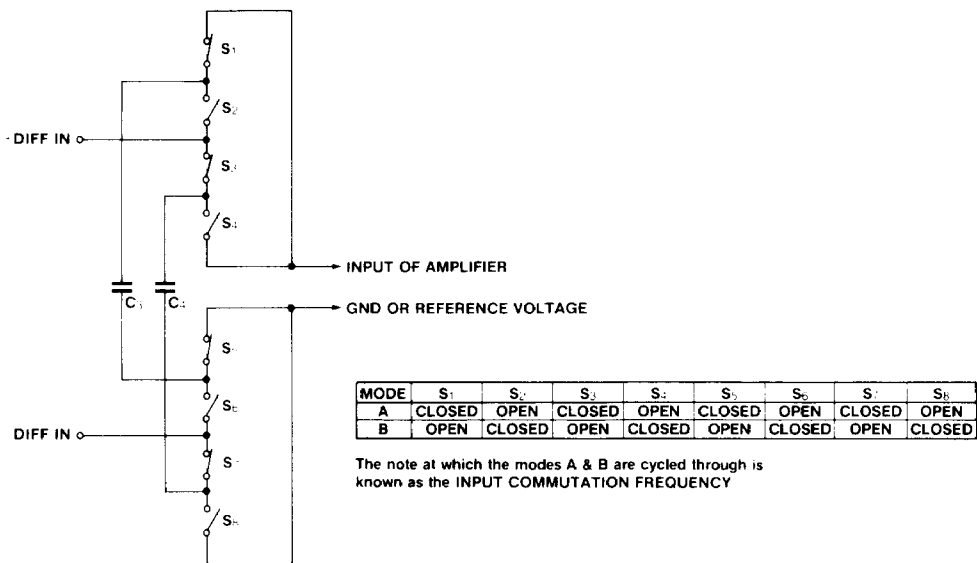 S1
S2
-DIFF IN
S3
S4
INPUT OF AMPLIFIER
C3 C4
GND OR REFERENCE VOLTAGE
S5
S6
DIFF IN
S7
S8
MODE S1 S2 S3 S4 S5 S6 S7 S8
A CLOSED OPEN CLOSED OPEN CLOSED OPEN CLOSED OPEN
B OPEN CLOSED OPEN CLOSED OPEN CLOSED OPEN CLOSED
The note at which the modes A & B are cycled through is
known as the INPUT COMMUTATION FREQUENCY